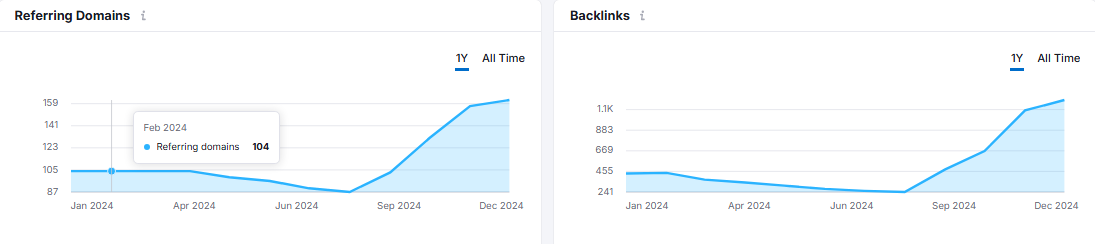 Referring Domains i
1Y All Time
159
141
123
105
87
Feb 2024
Referring domains 104
Jan 2024 Apr 2024 Jun 2024 Sep 2024 Dec 2024
Backlinks i
1Y All Time
1.1K
883
669
455
241
Jan 2024 Apr 2024 Jun 2024 Sep 2024 Dec 2024